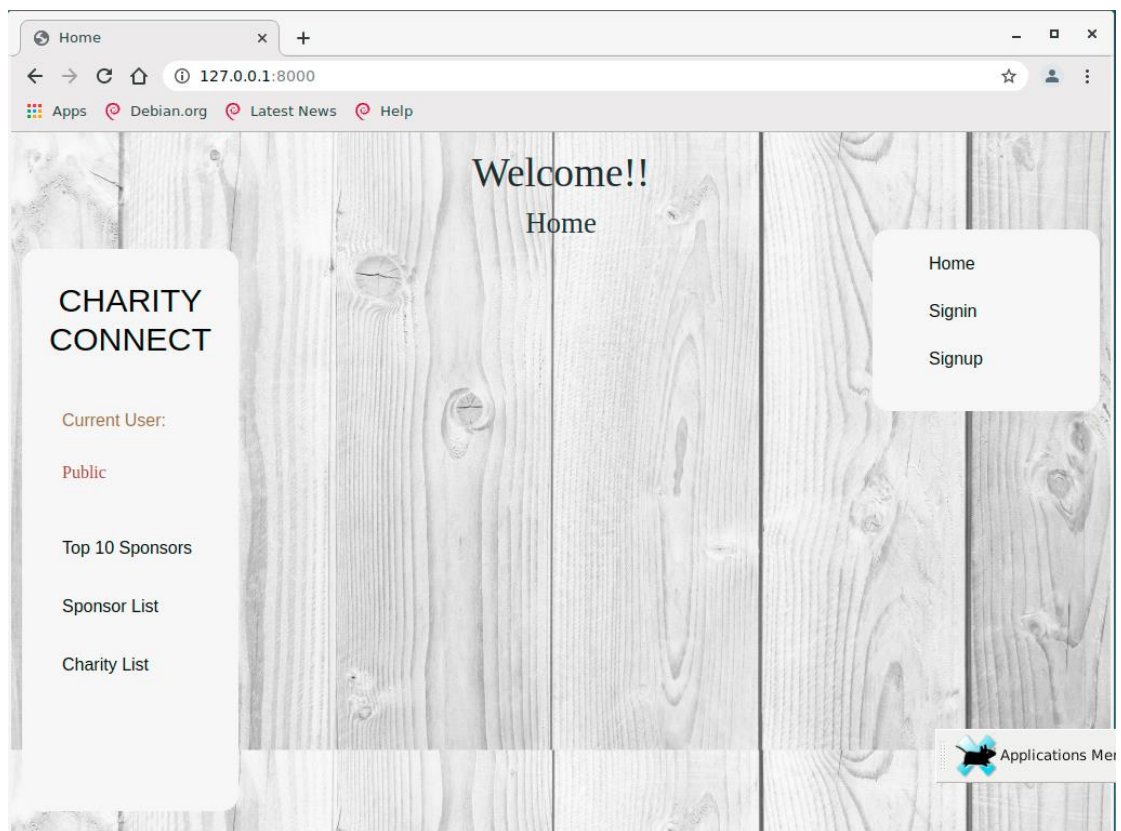 Home
127.0.0.1:8000
Apps Debian.org Latest News Help
Welcome!!
Home
CHARITY
CONNECT
Current User:
Public
Top 10 Sponsors
Sponsor List
Charity List
Home
Signin
Signup
Applications Mer